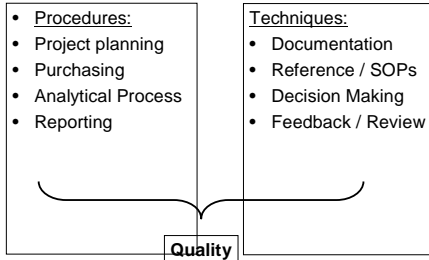 • Procedures:
• Project planning
• Purchasing
• Analytical Process
• Reporting
Techniques:
• Documentation
• Reference / SOPs
• Decision Making
• Feedback / Review
Quality